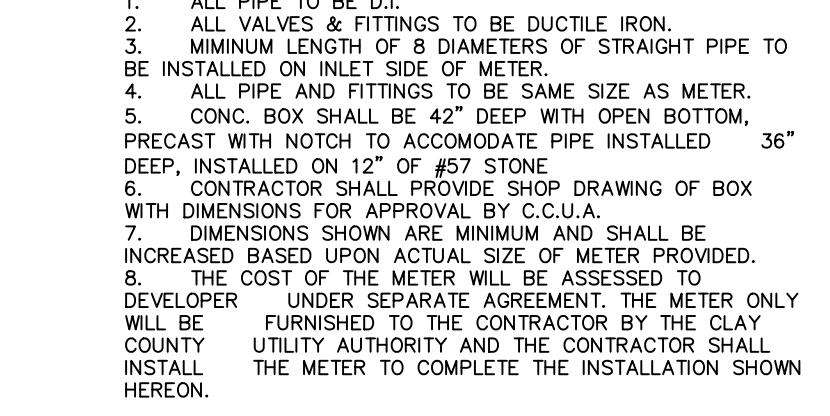 1. ALL PIPE TO BE D.I.
2. ALL VALVES & FITTINGS TO BE DUCTILE IRON.
3. MIMINUM LENGTH OF 8 DIAMETERS OF STRAIGHT PIPE TO
BE INSTALLED ON INLET SIDE OF METER.
4. ALL PIPE AND FITTINGS TO BE SAME SIZE AS METER.
5. CONC. BOX SHALL BE 42” DEEP WITH OPEN BOTTOM,
PRECAST WITH NOTCH TO ACCOMODATE PIPE INSTALLED 36”
DEEP, INSTALLED ON 12” OF #57 STONE
6. CONTRACTOR SHALL PROVIDE SHOP DRAWING OF BOX
WITH DIMENSIONS FOR APPROVAL BY C.C.U.A.
7. DIMENSIONS SHOWN ARE MINIMUM AND SHALL BE
INCREASED BASED UPON ACTUAL SIZE OF METER PROVIDED.
8. THE COST OF THE METER WILL BE ASSESSED TO
DEVELOPER UNDER SEPARATE AGREEMENT. THE METER ONLY
WILL BE FURNISHED TO THE CONTRACTOR BY THE CLAY
COUNTY UTILITY AUTHORITY AND THE CONTRACTOR SHALL
INSTALL THE METER TO COMPLETE THE INSTALLATION SHOWN
HEREON.